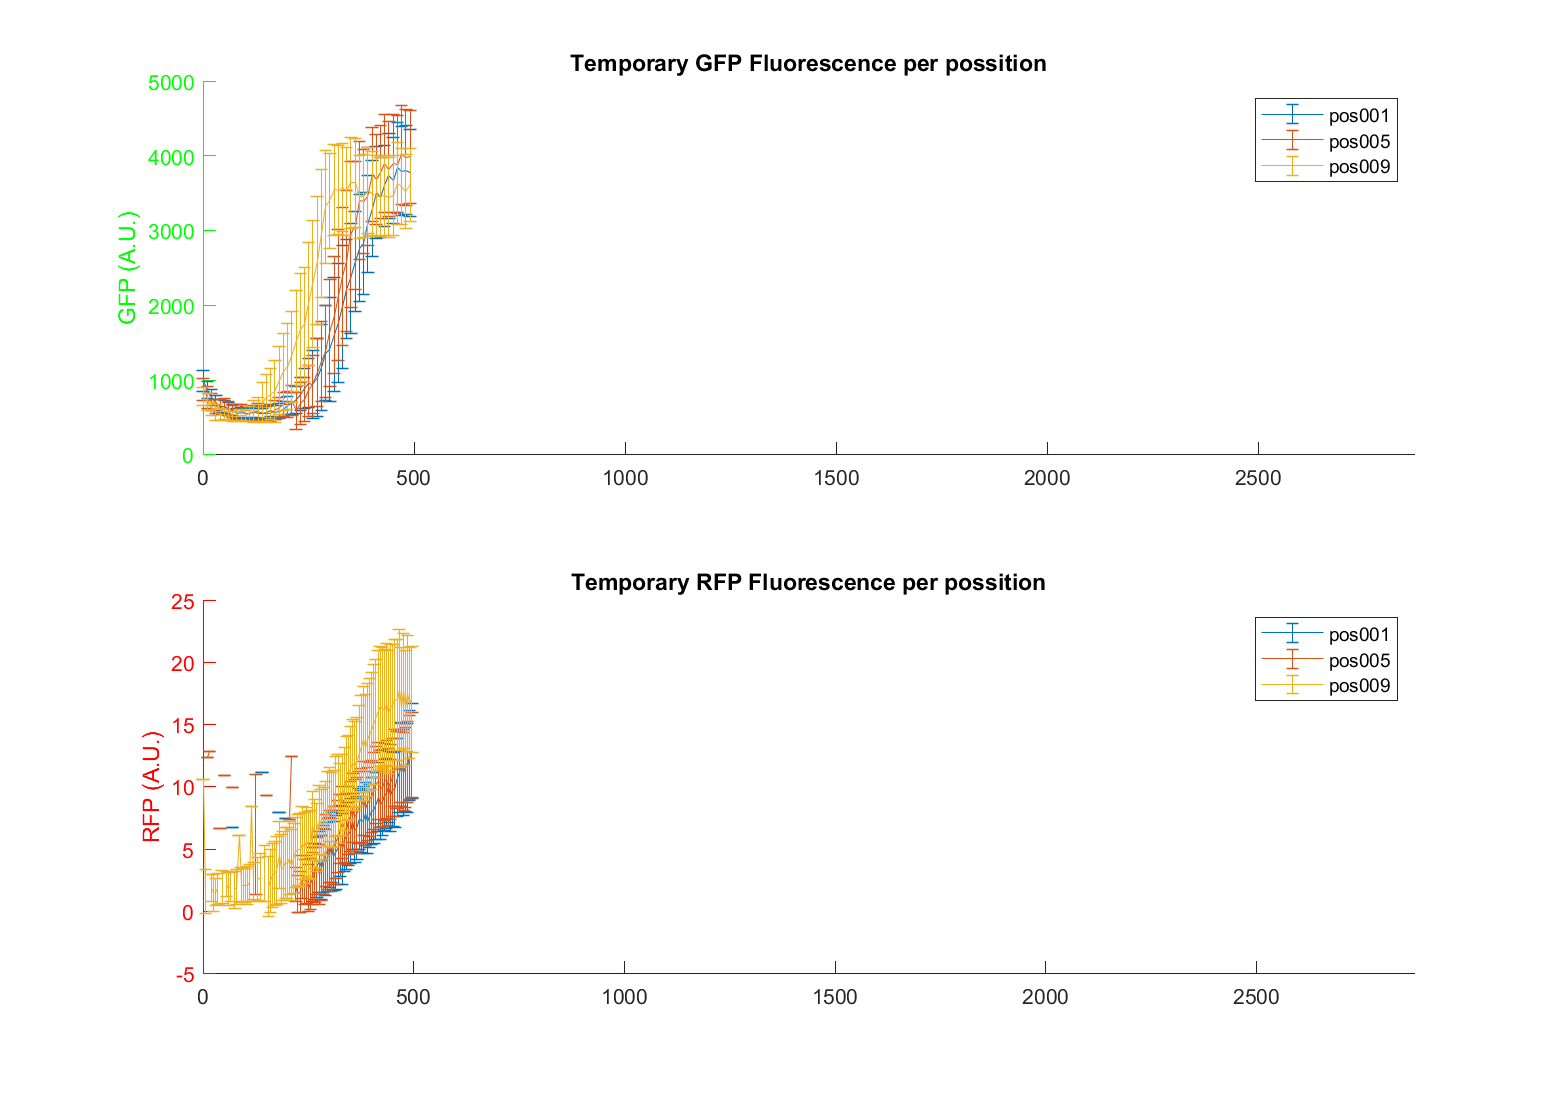 Temporary GFP Fluorescence per possition
5000
4000
3000
2000
1000
0
GFP (A.U.)
pos001
pos005
pos009
0 500 1000 1500 2000 2500
Temporary RFP Fluorescence per possition
25
20
15
10
5
0
-5
RFP (A.U.)
pos001
pos005
pos009
0 500 1000 1500 2000 2500